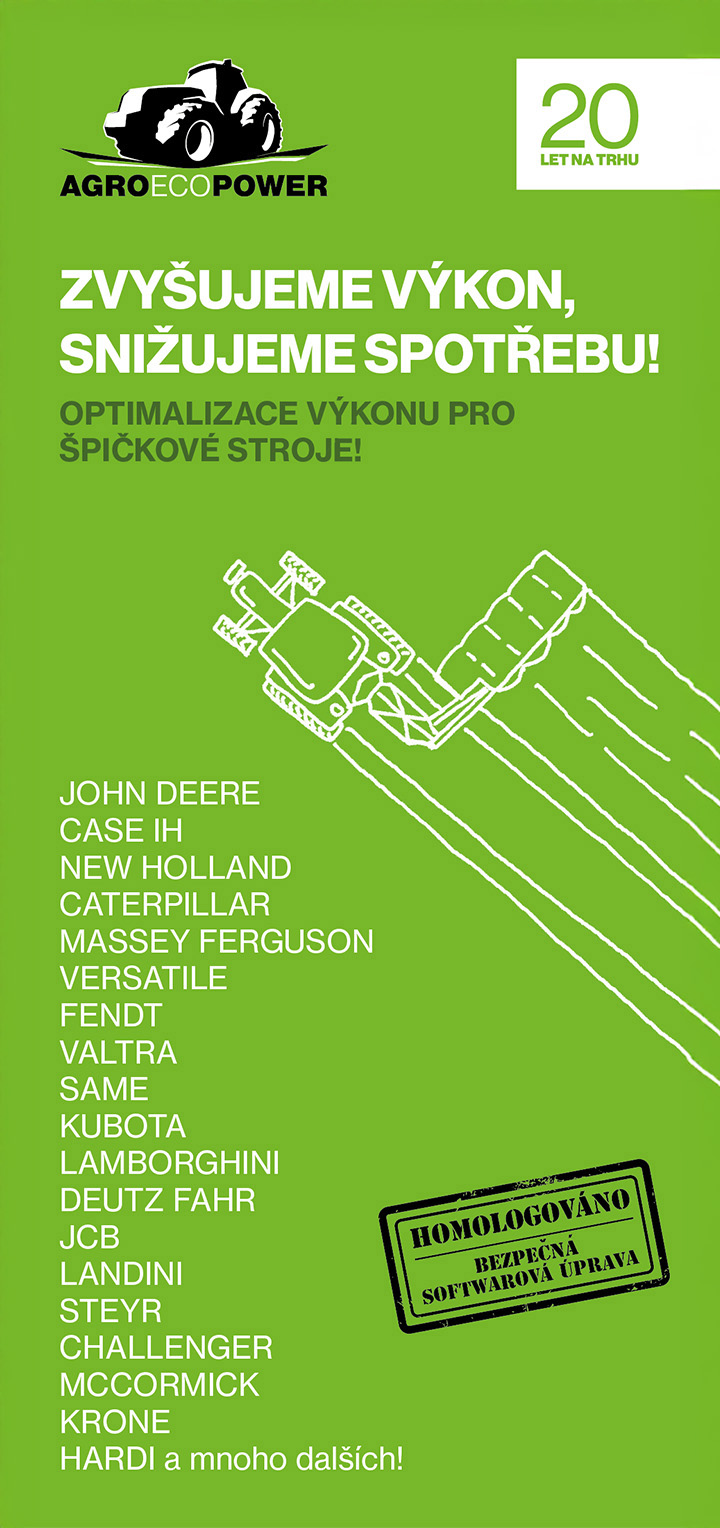 AGROECOPOWER
20
LET NA TRHU
ZVYŠUJEME VÝKON,
SNIŽUJEME SPOTŘEBU!
OPTIMALIZACE VÝKONU PRO
ŠPIČKOVÉ STROJE!
JOHN DEERE
CASE IH
NEW HOLLAND
CATERPILLAR
MASSEY FERGUSON
VERSATILE
FENDT
VALTRA
SAME
KUBOTA
LAMBORGHINI
DEUTZ FAHR
JCB
LANDINI
STEYR
CHALLENGER
MCCORMICK
KRONE
HARDI a mnoho dalších!
HOMOLOGOVÁNO
BEZPEČNÁ
SOFTWAROVÁ ÚPRAVA